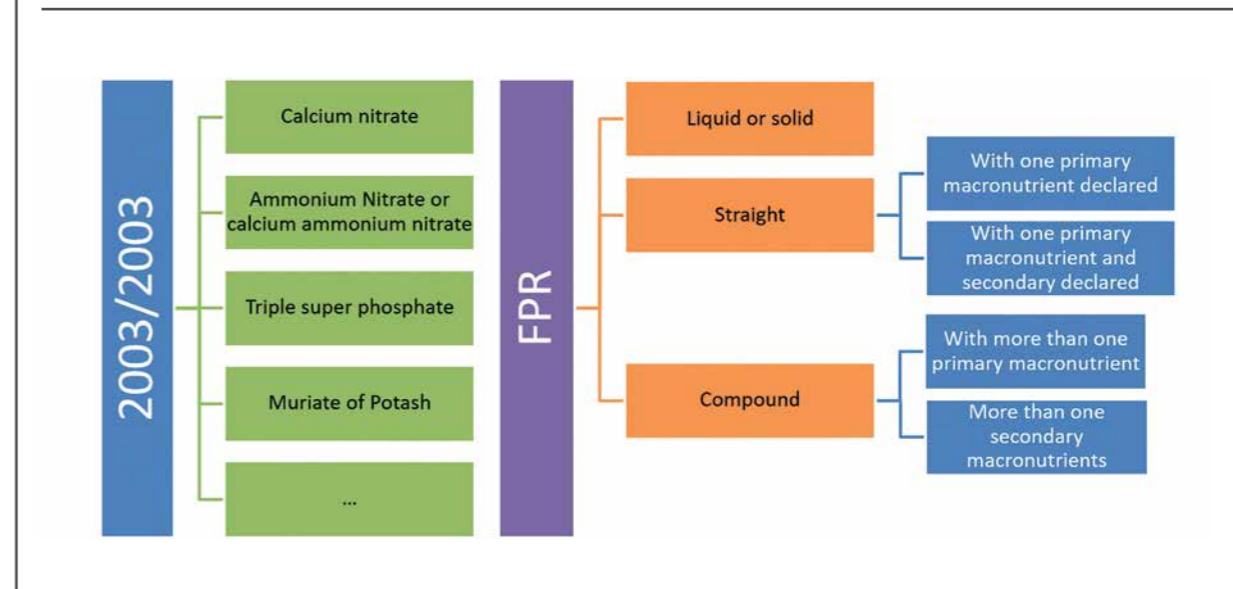 2003/2003
Calcium nitrate
Ammonium Nitrate or
calcium ammonium nitrate
Triple super phosphate
Muriate of Potash
...
FPR
Liquid or solid
Straight
With one primary
macronutrient declared
With one primary
macronutrient and
secondary declared
Compound
With more than one
primary macronutrient
More than one
secondary
macronutrients